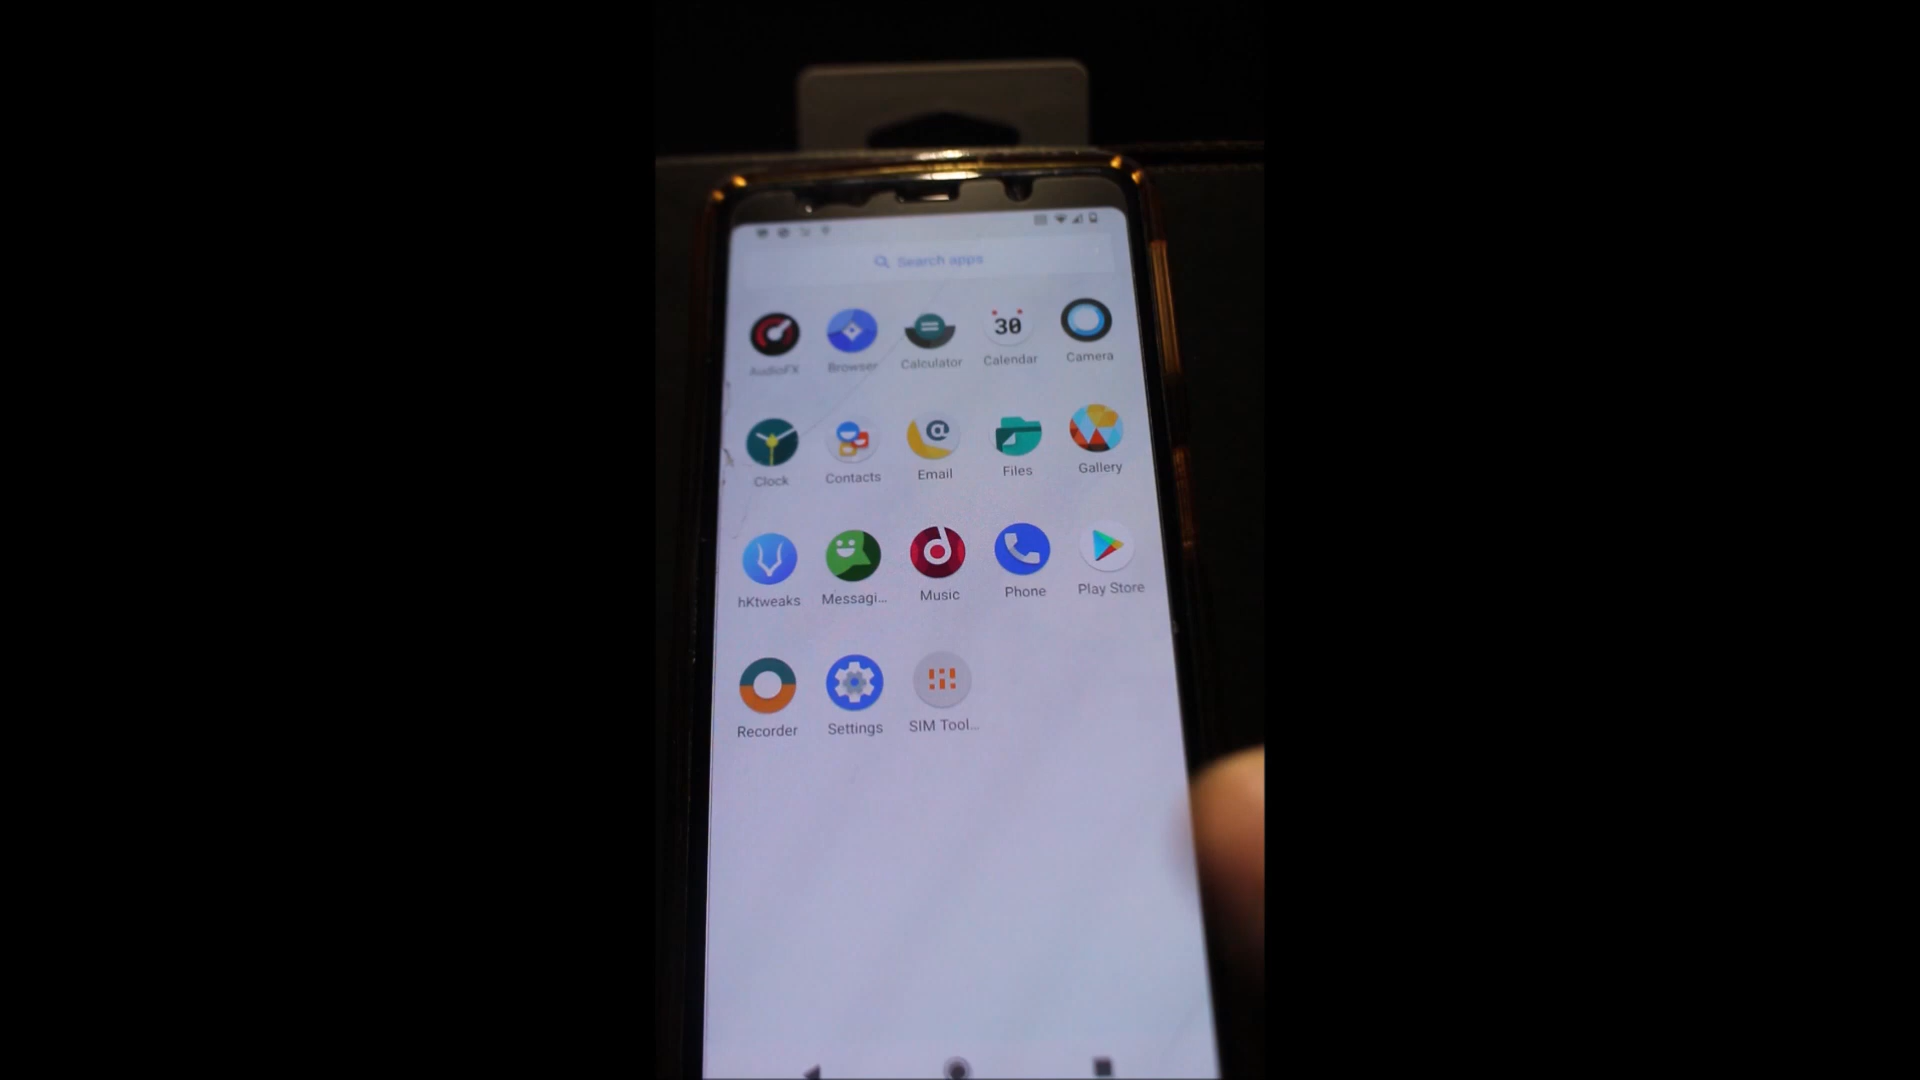 Search apps
AudioFX Browser Calculator 30 Calendar Camera
Clock Contacts @ Email Files Gallery
hKtweaks Messagi... Music Phone Play Store
Recorder Settings SIM Tool...